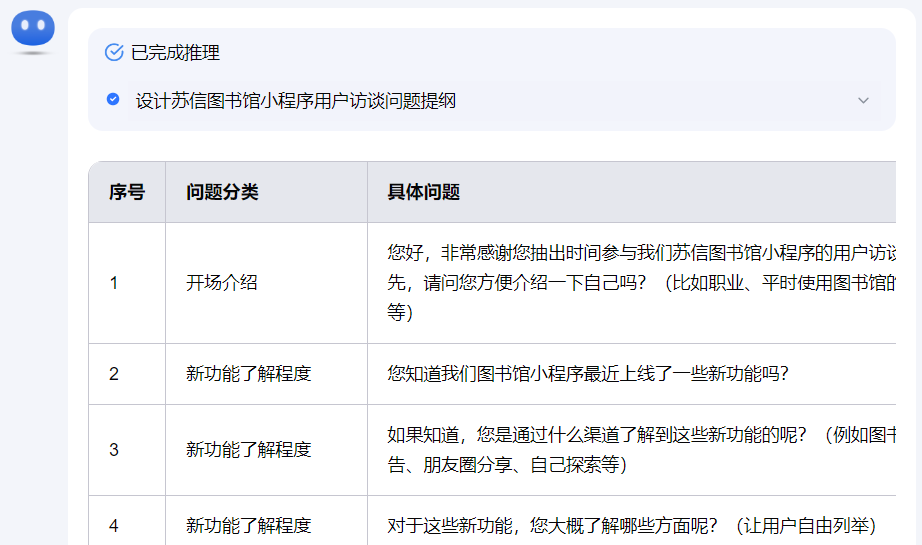 已完成推理
设计苏信图书馆小程序用户访谈问题提纲
序号 问题分类 具体问题
您好，非常感谢您抽出时间参与我们苏信图书馆小程序的用户访谈
1 开场介绍 先，请问您方便介绍一下自己吗？（比如职业、平时使用图书馆的
等）
2 新功能了解程度 您知道我们图书馆小程序最近上线了一些新功能吗？
如果知道，您是通过什么渠道了解到这些新功能的呢？（例如图书
3 新功能了解程度
告、朋友圈分享、自己探索等）
4 新功能了解程度 对于这些新功能，您大概了解哪些方面呢？（让用户自由列举）